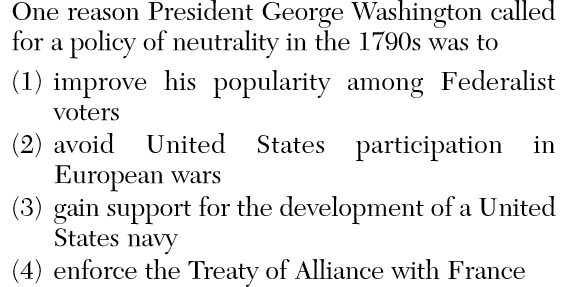 One reason President George Washington called
for a policy of neutrality in the 1790s was to
(1) improve his popularity among Federalist
voters
(2) avoid United States participation in
European wars
(3) gain support for the development of a United
States navy
(4) enforce the Treaty of Alliance with France